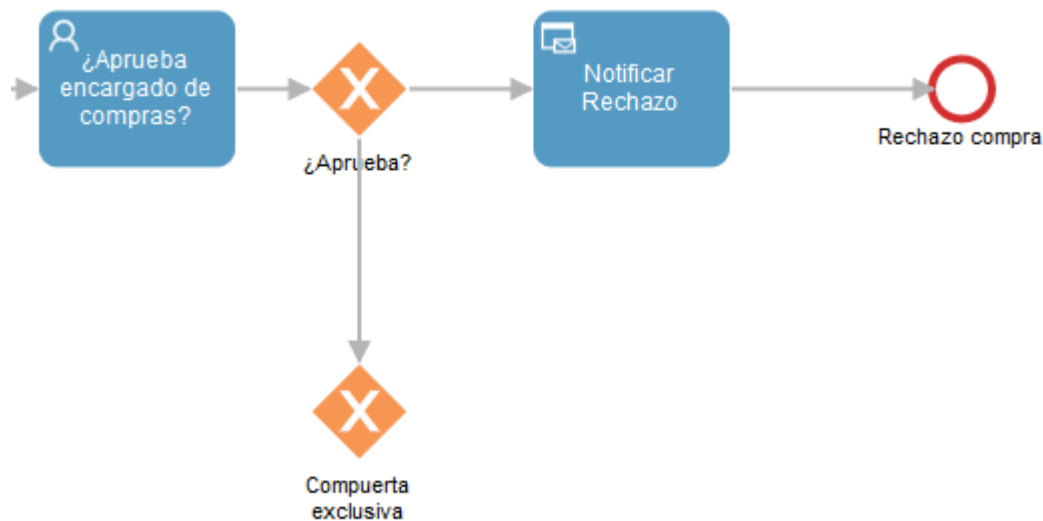 ¿Aprueba
encargado de
compras?
¿Aprueba?
Notificar
Rechazo
Rechazo compra
Compuerta
exclusiva